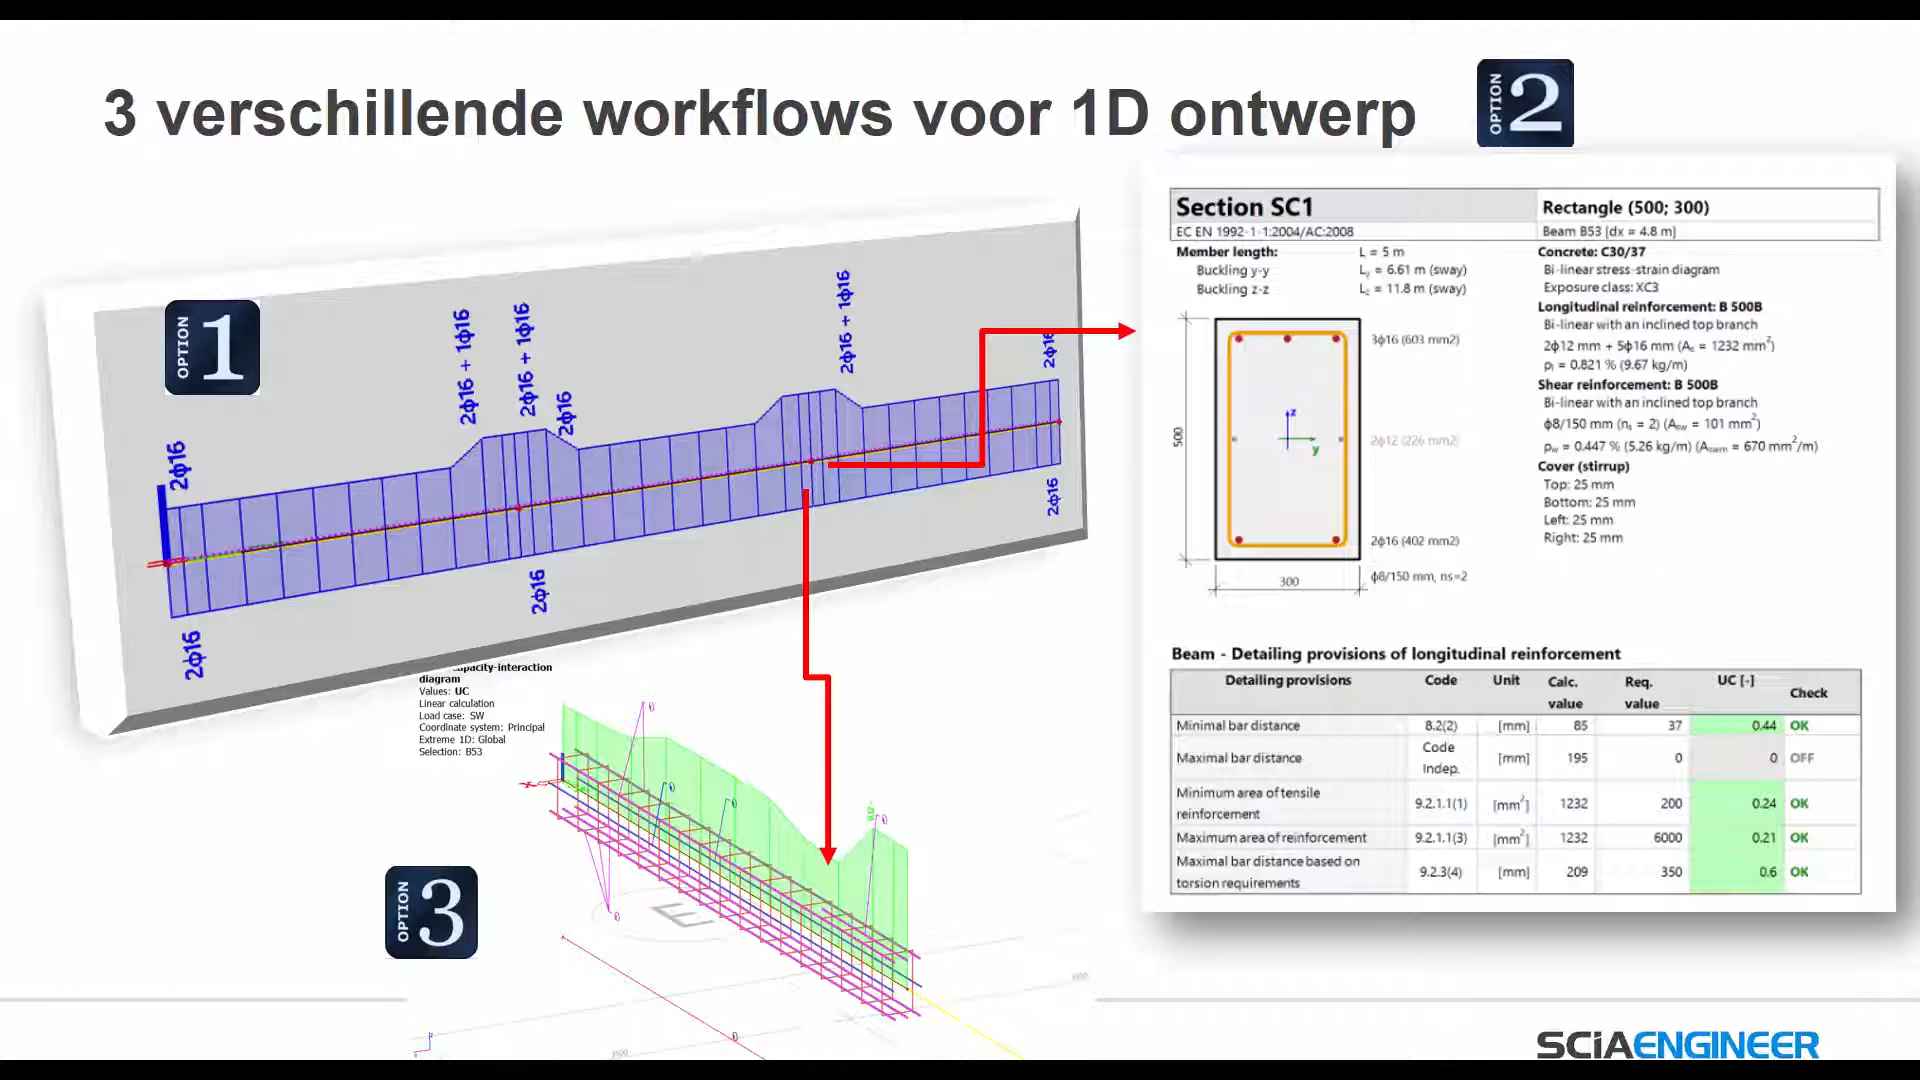 3 verschillende workflows voor 1D ontwerp
OPTION 2
OPTION 1
2ϕ16
2ϕ16 + 1ϕ16
2ϕ16 + 1ϕ16
2ϕ16
2ϕ16 + 1ϕ16
2ϕ16
2ϕ16
2ϕ16
2ϕ16
Section SC1
Rectangle (500; 300)
EC EN 1992-1-1:2004/AC:2008
Beam B53 [dx = 4.8 m]
Member length:
L = 5 m
Buckling y-y
Ly = 6.61 m (sway)
Buckling z-z
Lz = 11.8 m (sway)
Concrete: C30/37
Bi-linear stress-strain diagram
Exposure class: XC3
Longitudinal reinforcement: B 500B
Bi-linear with an inclined top branch
2ϕ12 mm + 5ϕ16 mm (As = 1232 mm²)
ρl = 0.821 % (9.67 kg/m)
Shear reinforcement: B 500B
Bi-linear with an inclined top branch
ϕ8/150 mm (ns = 2) (Asw = 101 mm²)
ρw = 0.447 % (5.26 kg/m) (Aswm = 670 mm²/m)
Cover (stirrup)
Top: 25 mm
Bottom: 25 mm
Left: 25 mm
Right: 25 mm
3ϕ16 (603 mm2)
z
y
500
2ϕ12 (226 mm2)
2ϕ16 (402 mm2)
300
ϕ8/150 mm, ns=2
Beam - Detailing provisions of longitudinal reinforcement
Detailing provisions Code Unit Calc. value Req. value UC [-] Check
Minimal bar distance 8.2(2) [mm] 85 37 0.44 OK
Maximal bar distance Code Indep. [mm] 195 0 0 OFF
Minimum area of tensile reinforcement 9.2.1.1(1) [mm²] 1232 200 0.24 OK
Maximum area of reinforcement 9.2.1.1(3) [mm²] 1232 6000 0.21 OK
Maximal bar distance based on torsion requirements 9.2.3(4) [mm] 209 350 0.6 OK
capacity-interaction
diagram
Values: UC
Linear calculation
Load case: SW
Coordinate system: Principal
Extreme 1D: Global
Selection: B53
OPTION 3
SCiAENGINEER